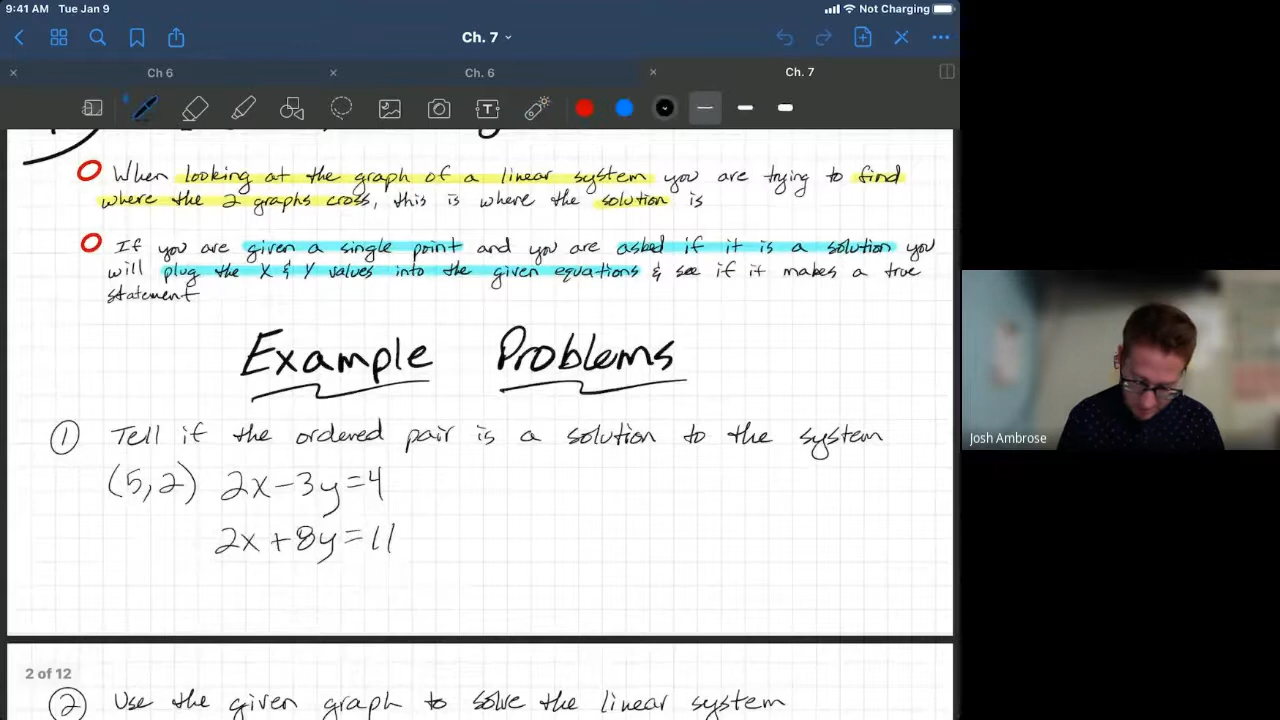 9:41 AM Tue Jan 9
Not Charging
Ch. 7
Ch 6
Ch. 6
Ch. 7
T
When looking at the graph of a linear system you are trying to find
where the 2 graphs cross, this is where the solution is
If you are given a single point and you are asked if it is a solution you
will plug the X & Y values into the given equations & see if it makes a true
statement
Example Problems
① Tell if the ordered pair is a solution to the system
(5,2) 2x-3y=4
2x+8y=11
Josh Ambrose
2 of 12
② Use the given graph to solve the linear system